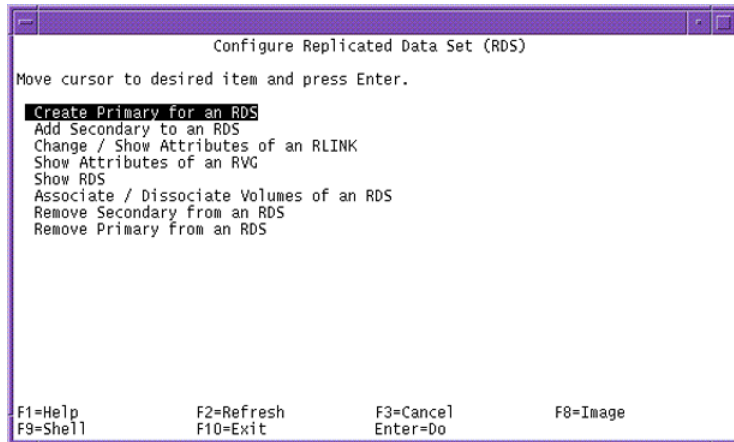 Configure Replicated Data Set (RDS)
Move cursor to desired item and press Enter.
Create Primary for an RDS
Add Secondary to an RDS
Change / Show Attributes of an RLINK
Show Attributes of an RVG
Show RDS
Associate / Dissociate Volumes of an RDS
Remove Secondary from an RDS
Remove Primary from an RDS
F1=Help F2=Refresh F3=Cancel F8=Image
F9=Shell F10=Exit Enter=Do